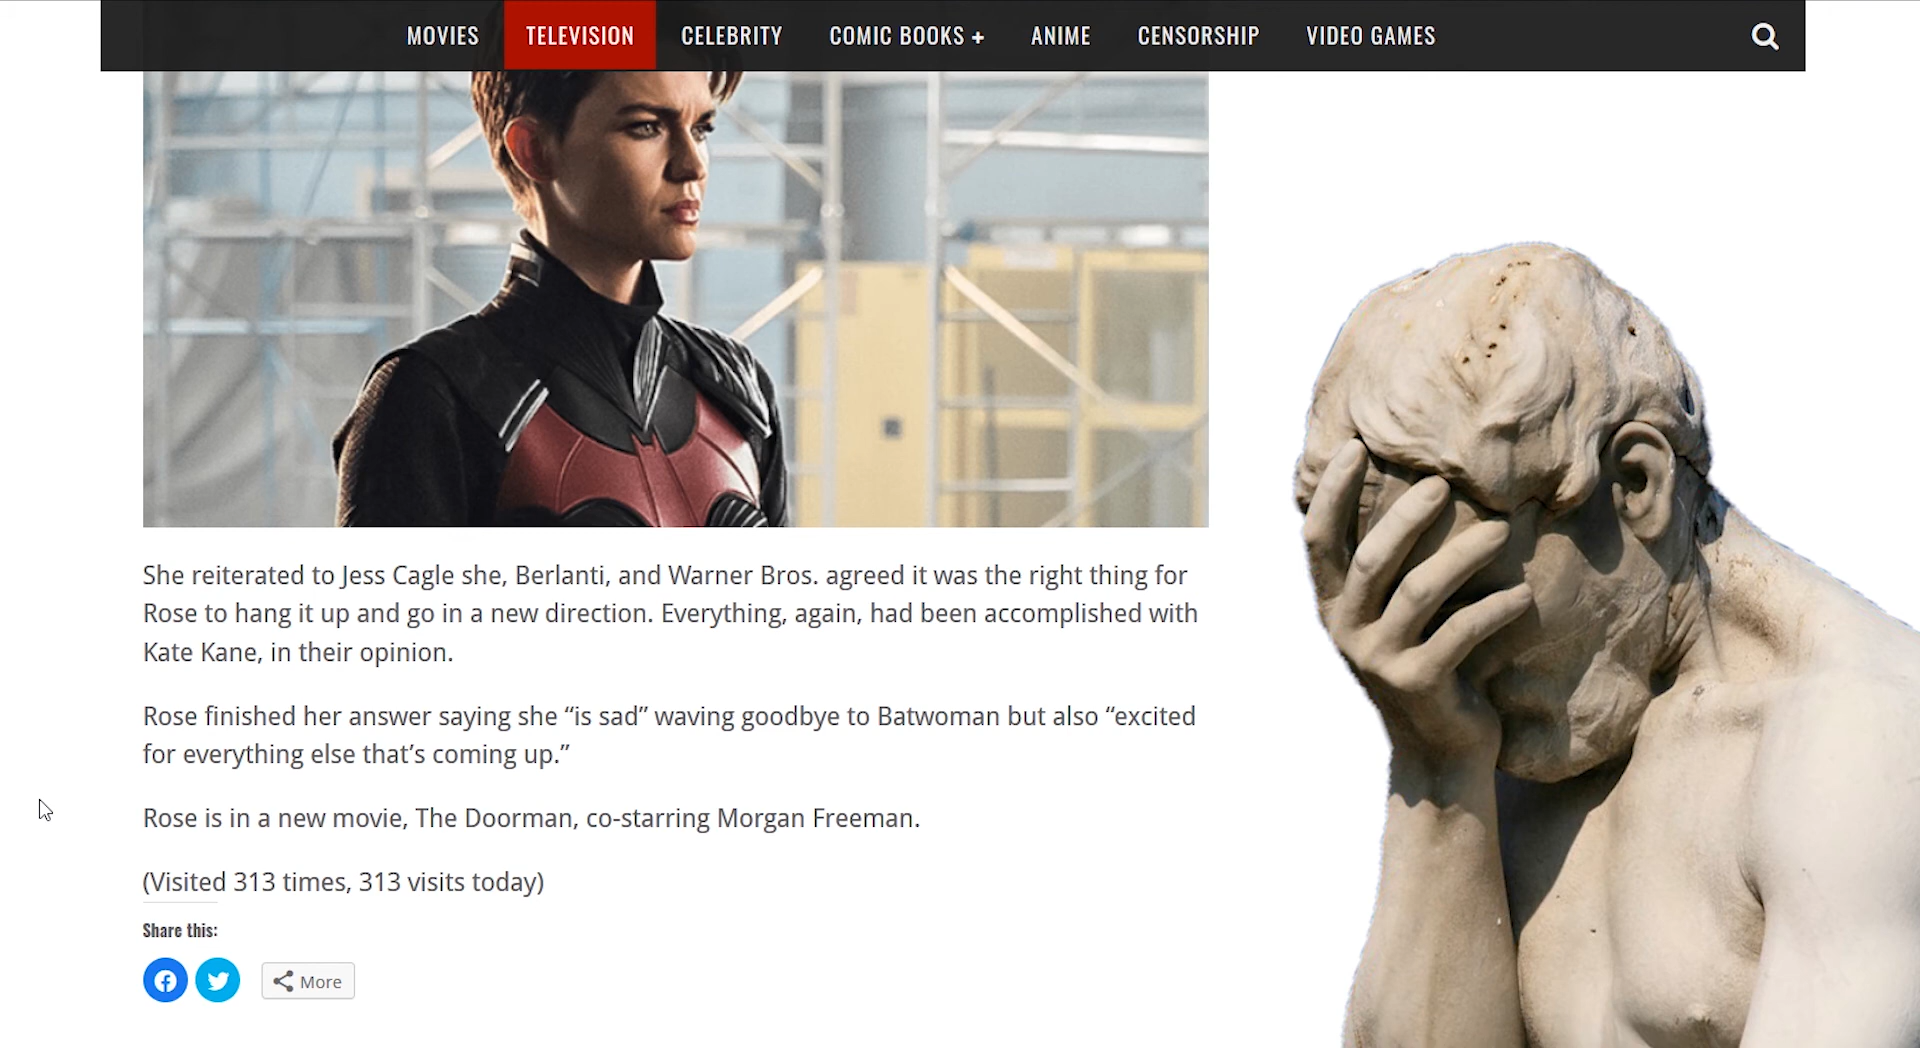 MOVIES TELEVISION CELEBRITY COMIC BOOKS + ANIME CENSORSHIP VIDEO GAMES
She reiterated to Jess Cagle she, Berlanti, and Warner Bros. agreed it was the right thing for
Rose to hang it up and go in a new direction. Everything, again, had been accomplished with
Kate Kane, in their opinion.
Rose finished her answer saying she “is sad” waving goodbye to Batwoman but also “excited
for everything else that’s coming up.”
Rose is in a new movie, The Doorman, co-starring Morgan Freeman.
(Visited 313 times, 313 visits today)
Share this:
More